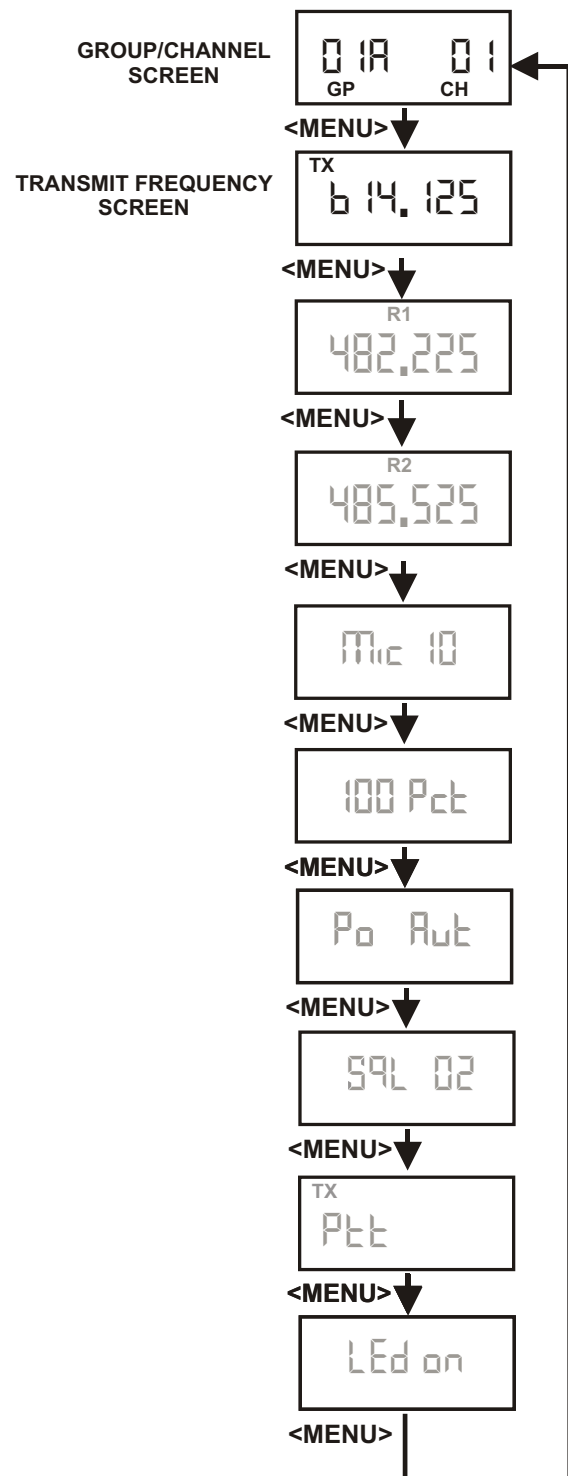 GROUP/CHANNEL
SCREEN
01A 01
GP CH
<MENU>
TRANSMIT FREQUENCY
SCREEN
TX
614.125
<MENU>
R1
482.225
<MENU>
R2
485.525
<MENU>
Mic 10
<MENU>
100 Pct
<MENU>
Po Aut
<MENU>
SqL 02
<MENU>
TX
Ptt
<MENU>
LEd on
<MENU>